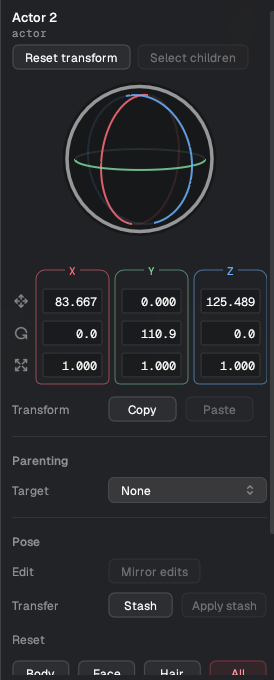 Actor 2
actor
Reset transform Select children
X Y Z
83.667 0.000 125.489
0.0 110.9 0.0
1.000 1.000 1.000
Transform Copy Paste
Parenting
Target None
Pose
Edit Mirror edits
Transfer Stash Apply stash
Reset
Body Face Hair All